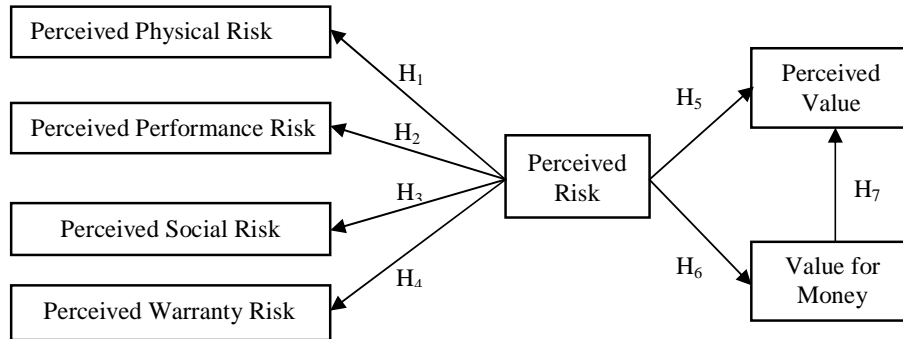 Perceived Physical Risk
H1
Perceived
Value
H5
Perceived Performance Risk
H2
Perceived
Risk
H3
H7
Perceived Social Risk
H4
H6
Value for
Money
Perceived Warranty Risk